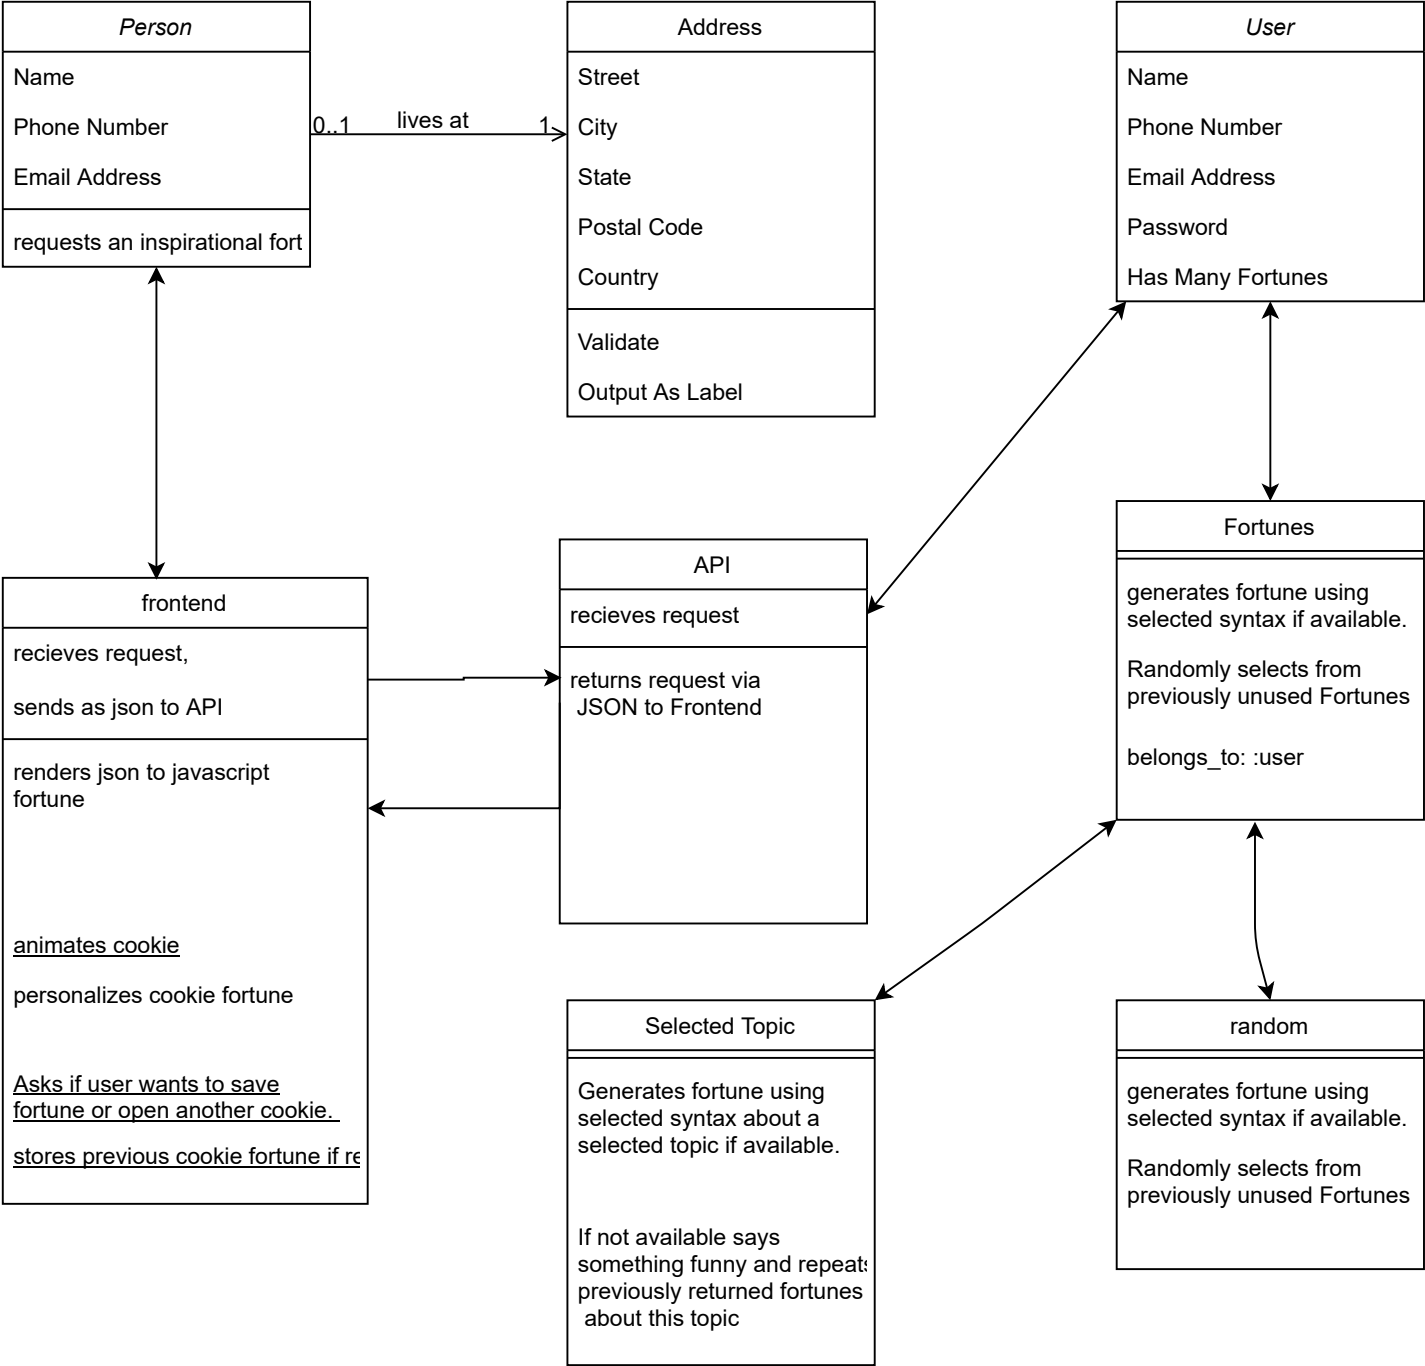 Person
Name
Phone Number
Email Address
requests an inspirational fort
0..1
lives at
1
Address
Street
City
State
Postal Code
Country
Validate
Output As Label
User
Name
Phone Number
Email Address
Password
Has Many Fortunes
frontend
recieves request,
sends as json to API
renders json to javascript
fortune
animates cookie
personalizes cookie fortune
Asks if user wants to save
fortune or open another cookie.
stores previous cookie fortune if re
API
recieves request
returns request via
JSON to Frontend
Fortunes
generates fortune using
selected syntax if available.
Randomly selects from
previously unused Fortunes
belongs_to: :user
Selected Topic
Generates fortune using
selected syntax about a
selected topic if available.
If not available says
something funny and repeats
previously returned fortunes
about this topic
random
generates fortune using
selected syntax if available.
Randomly selects from
previously unused Fortunes